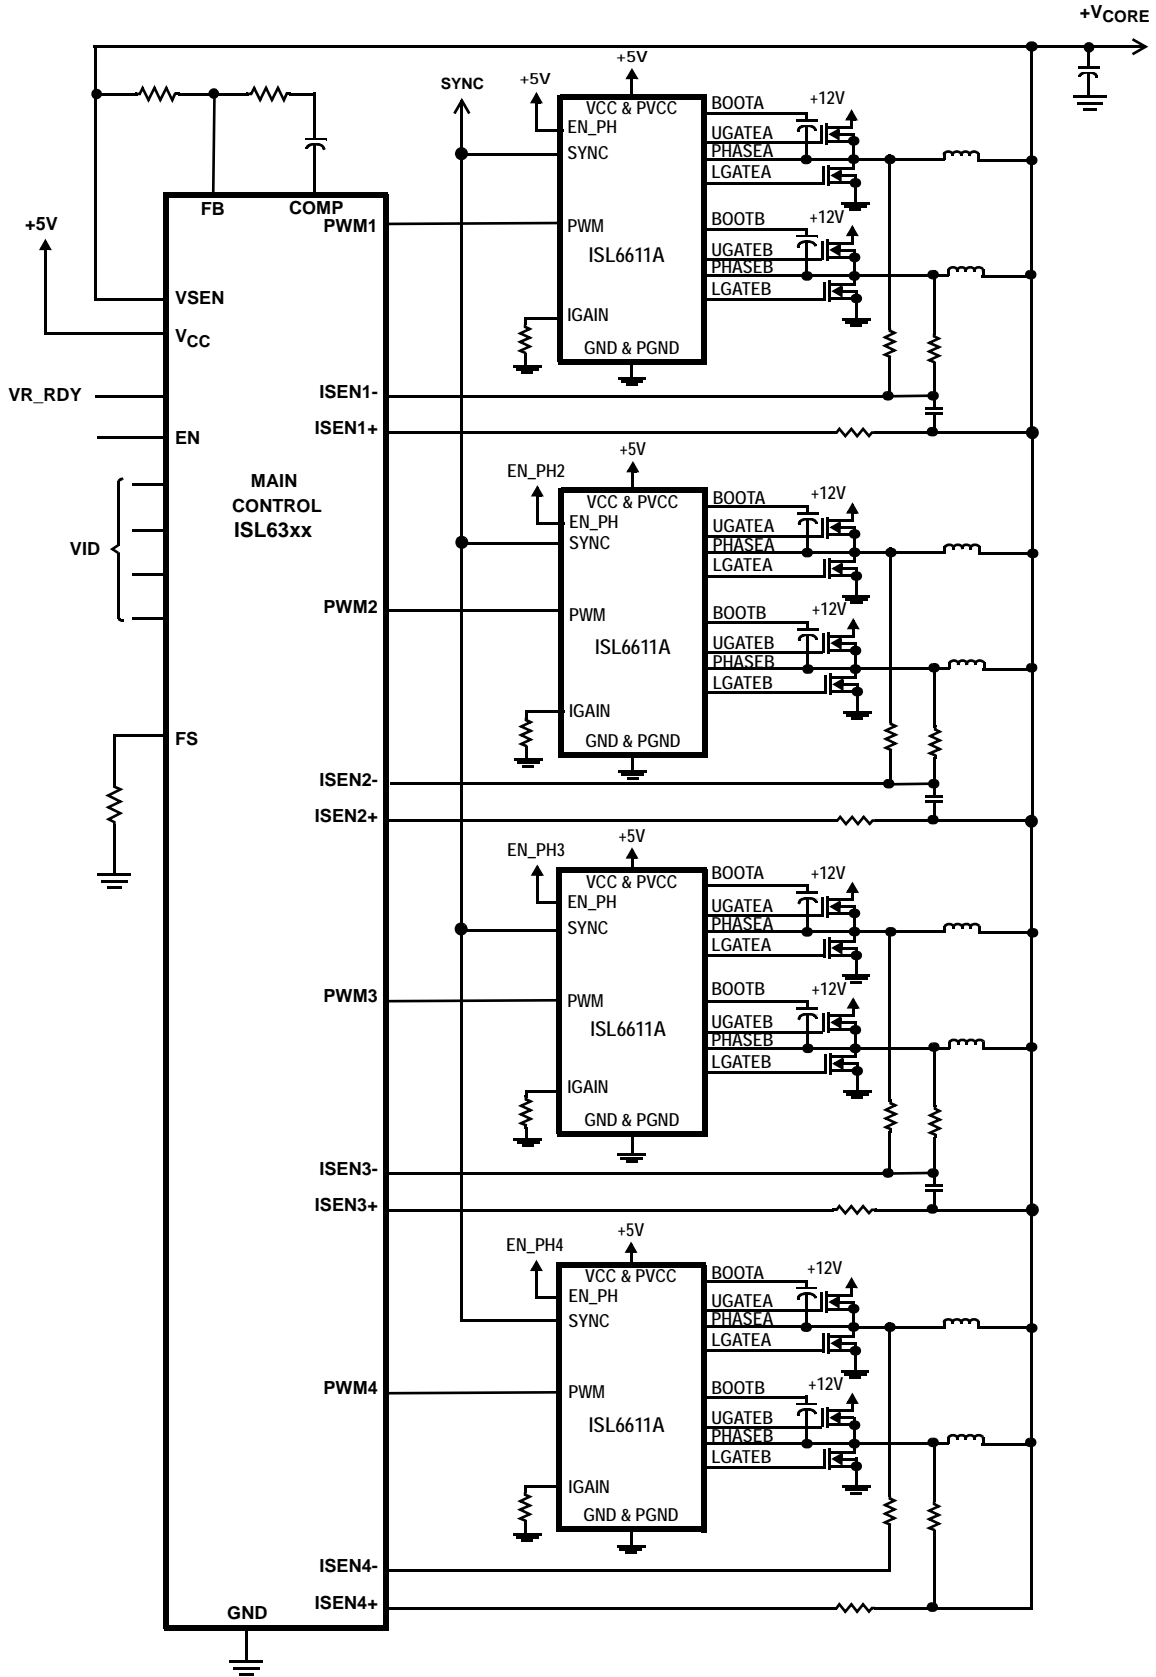 +VCORE
+5V
SYNC
+5V
VCC & PVCC
EN_PH
SYNC
PWM
ISL6611A
IGAIN
GND & PGND
BOOTA
+12V
UGATEA
PHASEA
LGATEA
BOOTB
+12V
UGATEB
PHASEB
LGATEB
FB
COMP
PWM1
+5V
VSEN
VCC
VR_RDY
EN
ISEN1-
ISEN1+
MAIN
CONTROL
ISL63xx
VID
+5V
EN_PH2
VCC & PVCC
EN_PH
SYNC
PWM2
PWM
ISL6611A
IGAIN
GND & PGND
BOOTA
+12V
UGATEA
PHASEA
LGATEA
BOOTB
+12V
UGATEB
PHASEB
LGATEB
FS
ISEN2-
ISEN2+
+5V
EN_PH3
VCC & PVCC
EN_PH
SYNC
PWM3
PWM
ISL6611A
IGAIN
GND & PGND
BOOTA
+12V
UGATEA
PHASEA
LGATEA
BOOTB
+12V
UGATEB
PHASEB
LGATEB
ISEN3-
ISEN3+
+5V
EN_PH4
VCC & PVCC
EN_PH
SYNC
PWM4
PWM
ISL6611A
IGAIN
GND & PGND
BOOTA
+12V
UGATEA
PHASEA
LGATEA
BOOTB
+12V
UGATEB
PHASEB
LGATEB
ISEN4-
ISEN4+
GND